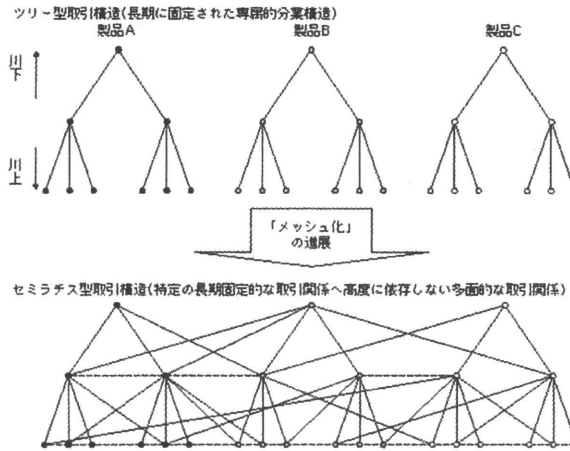 ツリー型取引構造(長期に固定された専属的分業構造)
製品A 製品B 製品C
川下
川上
「メッシュ化」
の進展
セミラチス型取引構造(特定の長期固定的な取引関係へ高度に依存しない多面的な取引関係)